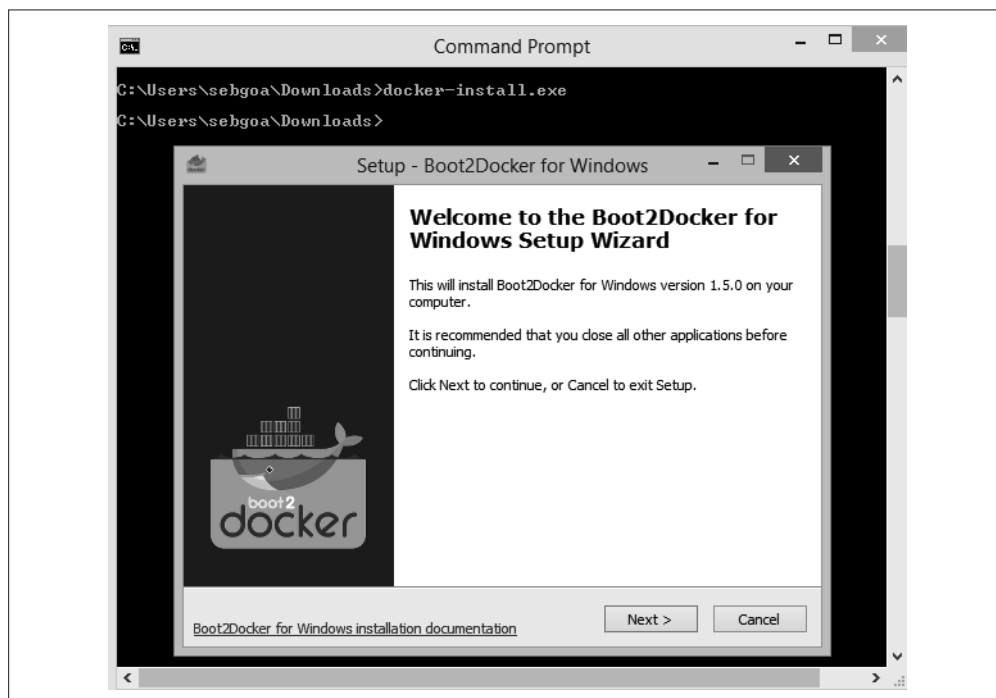 Command Prompt
C:\Users\sebgoa\Downloads>docker-install.exe
C:\Users\sebgoa\Downloads>
Setup - Boot2Docker for Windows
Welcome to the Boot2Docker for
Windows Setup Wizard
This will install Boot2Docker for Windows version 1.5.0 on your
computer.
It is recommended that you close all other applications before
continuing.
Click Next to continue, or Cancel to exit Setup.
boot2
docker
Boot2Docker for Windows installation documentation
Next >
Cancel